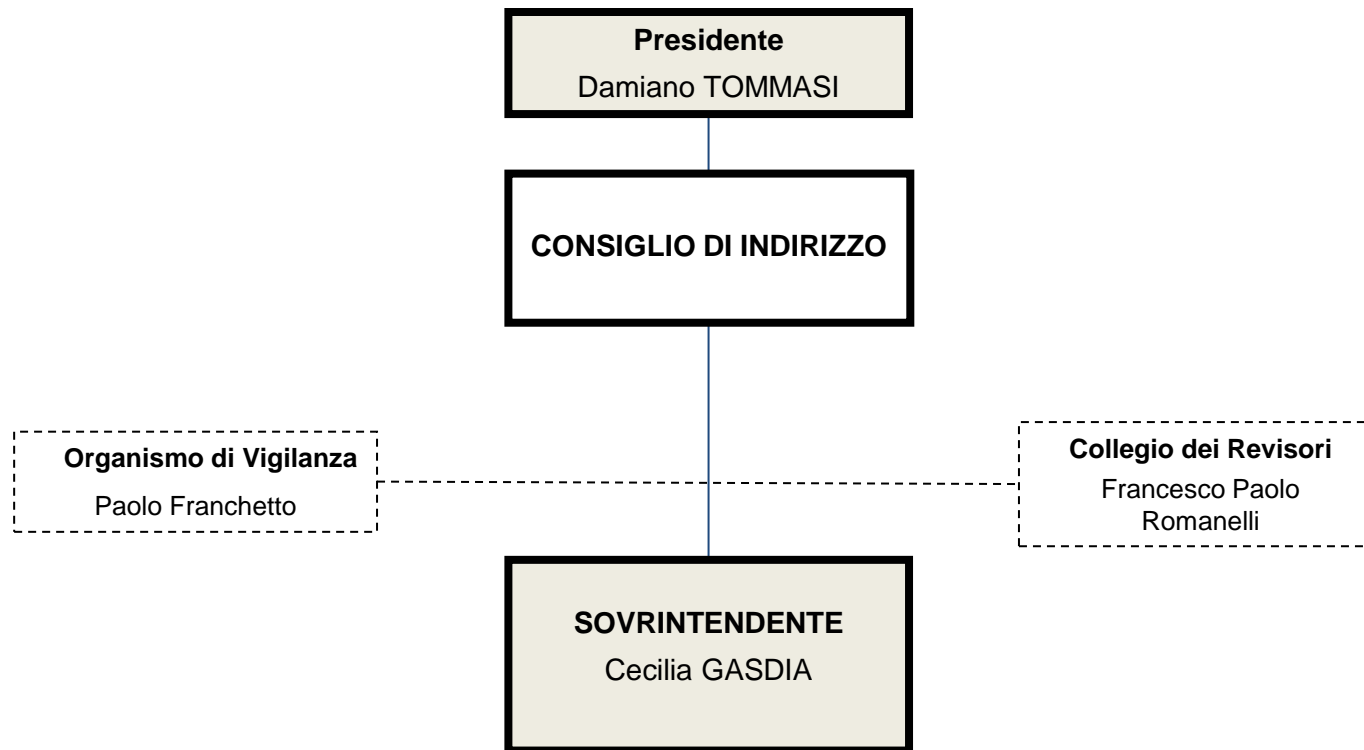 Presidente
Damiano TOMMASI
CONSIGLIO DI INDIRIZZO
Organismo di Vigilanza
Paolo Franchetto
Collegio dei Revisori
Francesco Paolo
Romanelli
SOVRINTENDENTE
Cecilia GASDIA